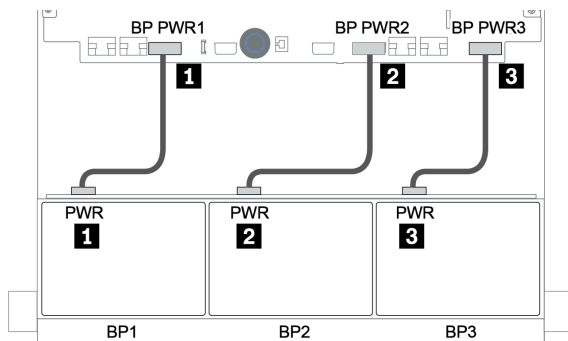 BP PWR1 BP PWR2 BP PWR3
1 2 3
PWR PWR PWR
1 2 3
BP1 BP2 BP3